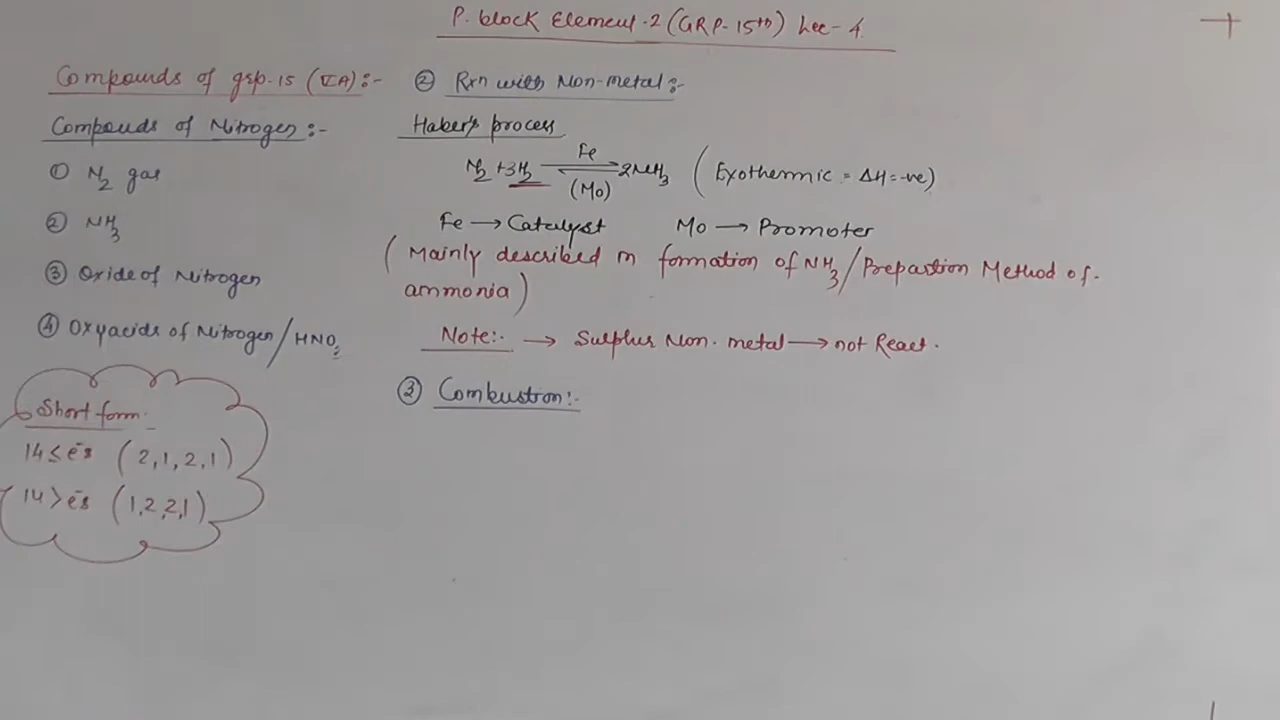 P. block Element-2 (GRP-15th) Lec-4.
Compounds of grp-15 (VA):-
Compouds of Nitrogen:-
① N2 gas
② NH3
③ Oxide of Nitrogen
④ Oxyacids of Nitrogen/HNO2
Short form.
14≤ e's (2,1,2,1)
14> e's (1,2,2,1)
② Rxn with Non-metal:-
Haber's process
Fe
N2 +3H2 ⇌ 2NH3 (Exothermic = ΔH=-ve)
(Mo)
Fe → Catalyst Mo → Promoter
(Mainly described in formation of NH3/Prepartion Method of.
ammonia)
Note:- → Sulphur Non-metal → not React.
③ Combustion:-